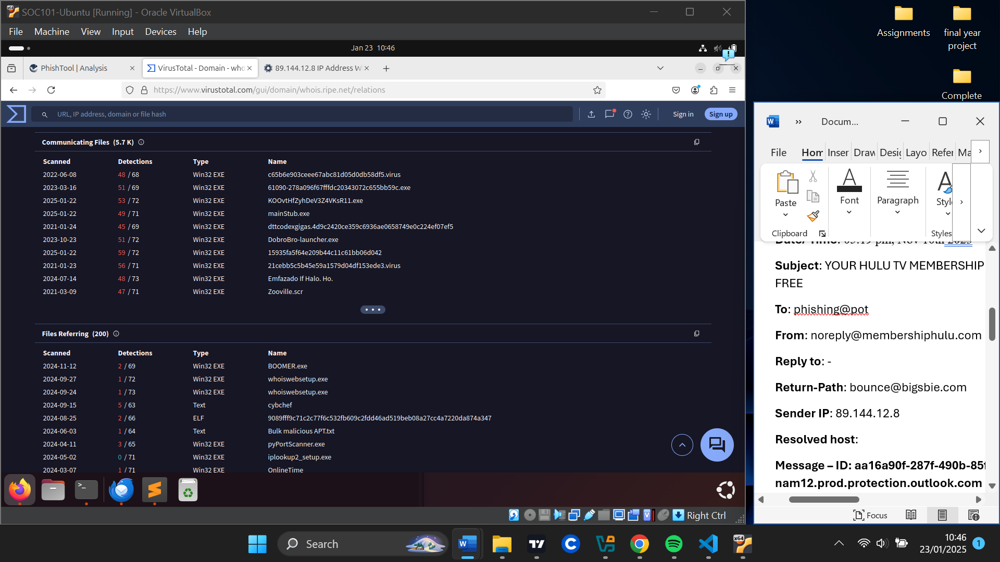 SOC101-Ubuntu [Running] - Oracle VirtualBox
File Machine View Input Devices Help
Jan 23 10:46
PhishTool | Analysis
VirusTotal - Domain - who
89.144.12.8 IP Address W
https://www.virustotal.com/gui/domain/whois.ripe.net/relations
URL, IP address, domain or file hash
Sign in
Sign up
Communicating Files (5.7 K)
Scanned Detections Type Name
2022-06-08 48 / 68 Win32 EXE c65b6e903ceee67abc81d05d0db58df5.virus
2023-03-16 51 / 69 Win32 EXE 61090-278a096f67fffdc20343072c655bb59c.exe
2025-01-22 53 / 72 Win32 EXE KOOvtHfZyhDeV3Z4VKsR11.exe
2025-01-22 49 / 71 Win32 EXE mainStub.exe
2021-01-24 45 / 69 Win32 EXE dttcodexgigas.4d9c2420ce359c6936ae0658749e0c224ef07ef5
2023-10-23 51 / 72 Win32 EXE DobroBro-launcher.exe
2025-01-22 59 / 72 Win32 EXE 15935fa5f64e209b44c11c61bb06d042
2021-01-23 56 / 71 Win32 EXE 21cebb5c5b45e59a1579d04df153ede3.virus
2024-07-14 48 / 73 Win32 EXE Emfazado If Halo. Ho.
2021-03-09 47 / 71 Win32 EXE Zooville.scr
Files Referring (200)
Scanned Detections Type Name
2024-11-12 2 / 69 Win32 EXE BOOMER.exe
2024-09-27 1 / 72 Win32 EXE whoiswebsetup.exe
2024-09-24 1 / 73 Win32 EXE whoiswebsetup.exe
2024-09-15 5 / 63 Text cybchef
2024-08-25 2 / 66 ELF 9089fff9c71c2c77f6c532fb609c2fdd46ad519beb08a27cc4a7220da874a347
2024-06-03 1 / 64 Text Bulk malicious APT.txt
2024-04-11 3 / 65 Win32 EXE pyPortScanner.exe
2024-05-02 0 / 71 Win32 EXE iplookup2_setup.exe
2024-03-07 1 / 71 Win32 EXE OnlineTime
Right Ctrl
Assignments
final year
project
Complete
Docum...
File Hom Inser Draw Desig Layo Refer Ma
Paste
Font
Paragraph
Style
Clipboard
Styles
Date/Time: 05:19 pm, Nov 10th 2023
Subject: YOUR HULU TV MEMBERSHIP
FREE
To: phishing@pot
From: noreply@membershiphulu.com
Reply to: -
Return-Path: bounce@bigsbie.com
Sender IP: 89.144.12.8
Resolved host:
Message – ID: aa16a90f-287f-490b-85f
nam12.prod.protection.outlook.com
Focus
Search
10:46
23/01/2025
1